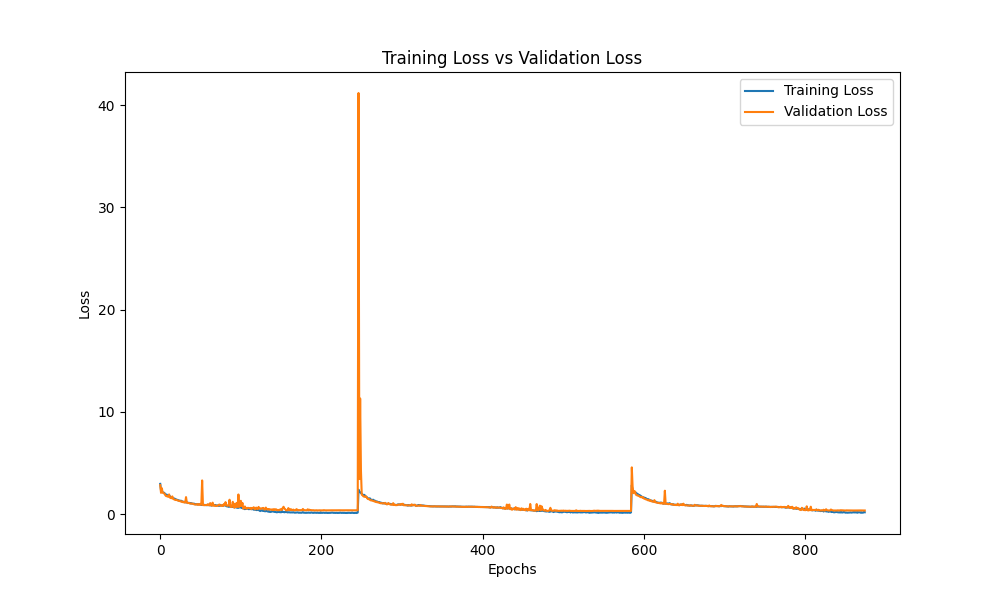 Training Loss vs Validation Loss
Training Loss
Validation Loss
40
30
20
10
0
Loss
0 200 400 600 800
Epochs